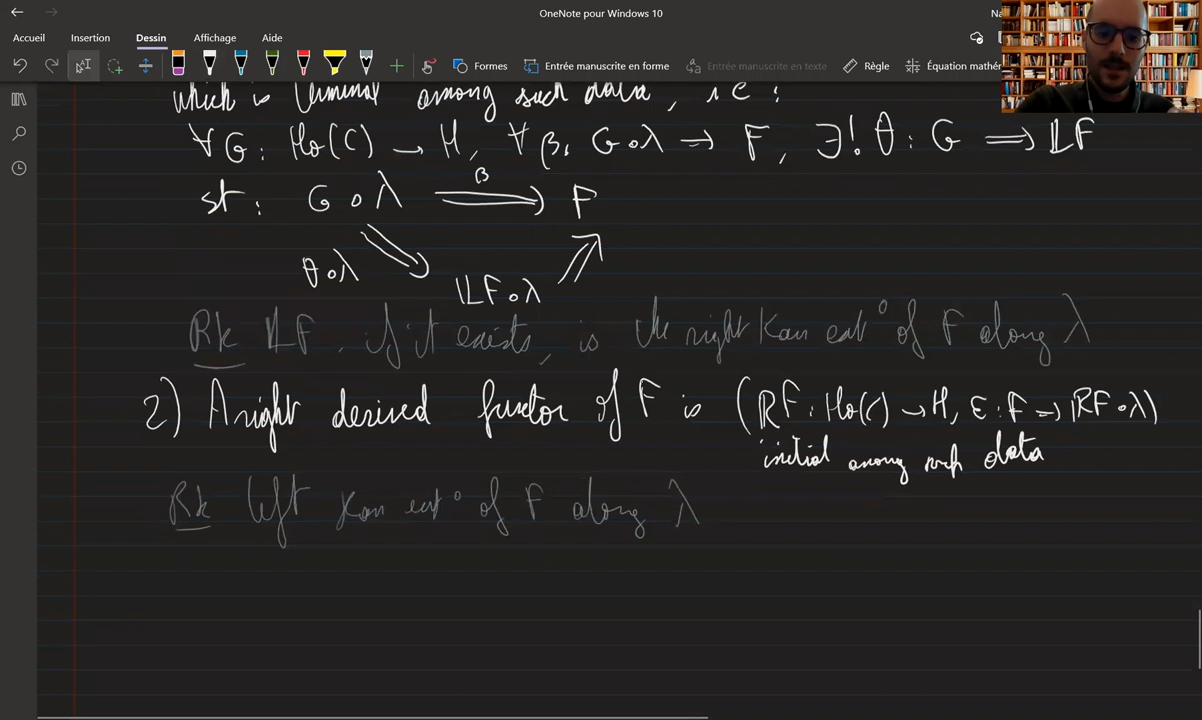 OneNote pour Windows 10
Na
Accueil Insertion Dessin Affichage Aide
Formes Entrée manuscrite en forme Entrée manuscrite en texte Règle Équation mathé
which is terminal among such data, i.e:
∀ G: Ho(C) → H, ∀ β: G∘λ → F, ∃! θ: G ⟹ 𝕃F
st: G ∘ λ ⟹ F
β
θ∘λ
𝕃F∘λ
Rk 𝕃F, if it exists, is the right Kan ext° of F along λ
2) A right derived functor of F is (ℝF: Ho(C) → H, ε: F → ℝF∘λ)
initial among such data
Rk left Kan ext° of F along λ